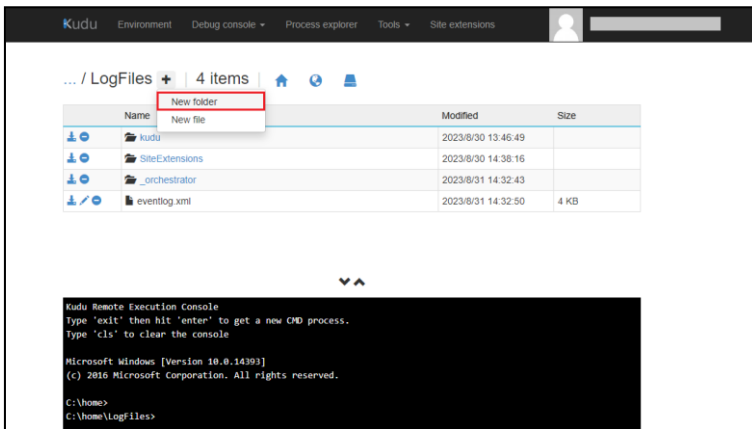 Kudu Environment Debug console Process explorer Tools Site extensions
... / LogFiles + 4 items
New folder
New file
Name Modified Size
kudu 2023/8/30 13:46:49
SiteExtensions 2023/8/30 14:38:16
_orchestrator 2023/8/31 14:32:43
eventlog.xml 2023/8/31 14:32:50 4 KB
Kudu Remote Execution Console
Type 'exit' then hit 'enter' to get a new CMD process.
Type 'cls' to clear the console
Microsoft Windows [Version 10.0.14393]
(c) 2016 Microsoft Corporation. All rights reserved.
C:\home>
C:\home\LogFiles>